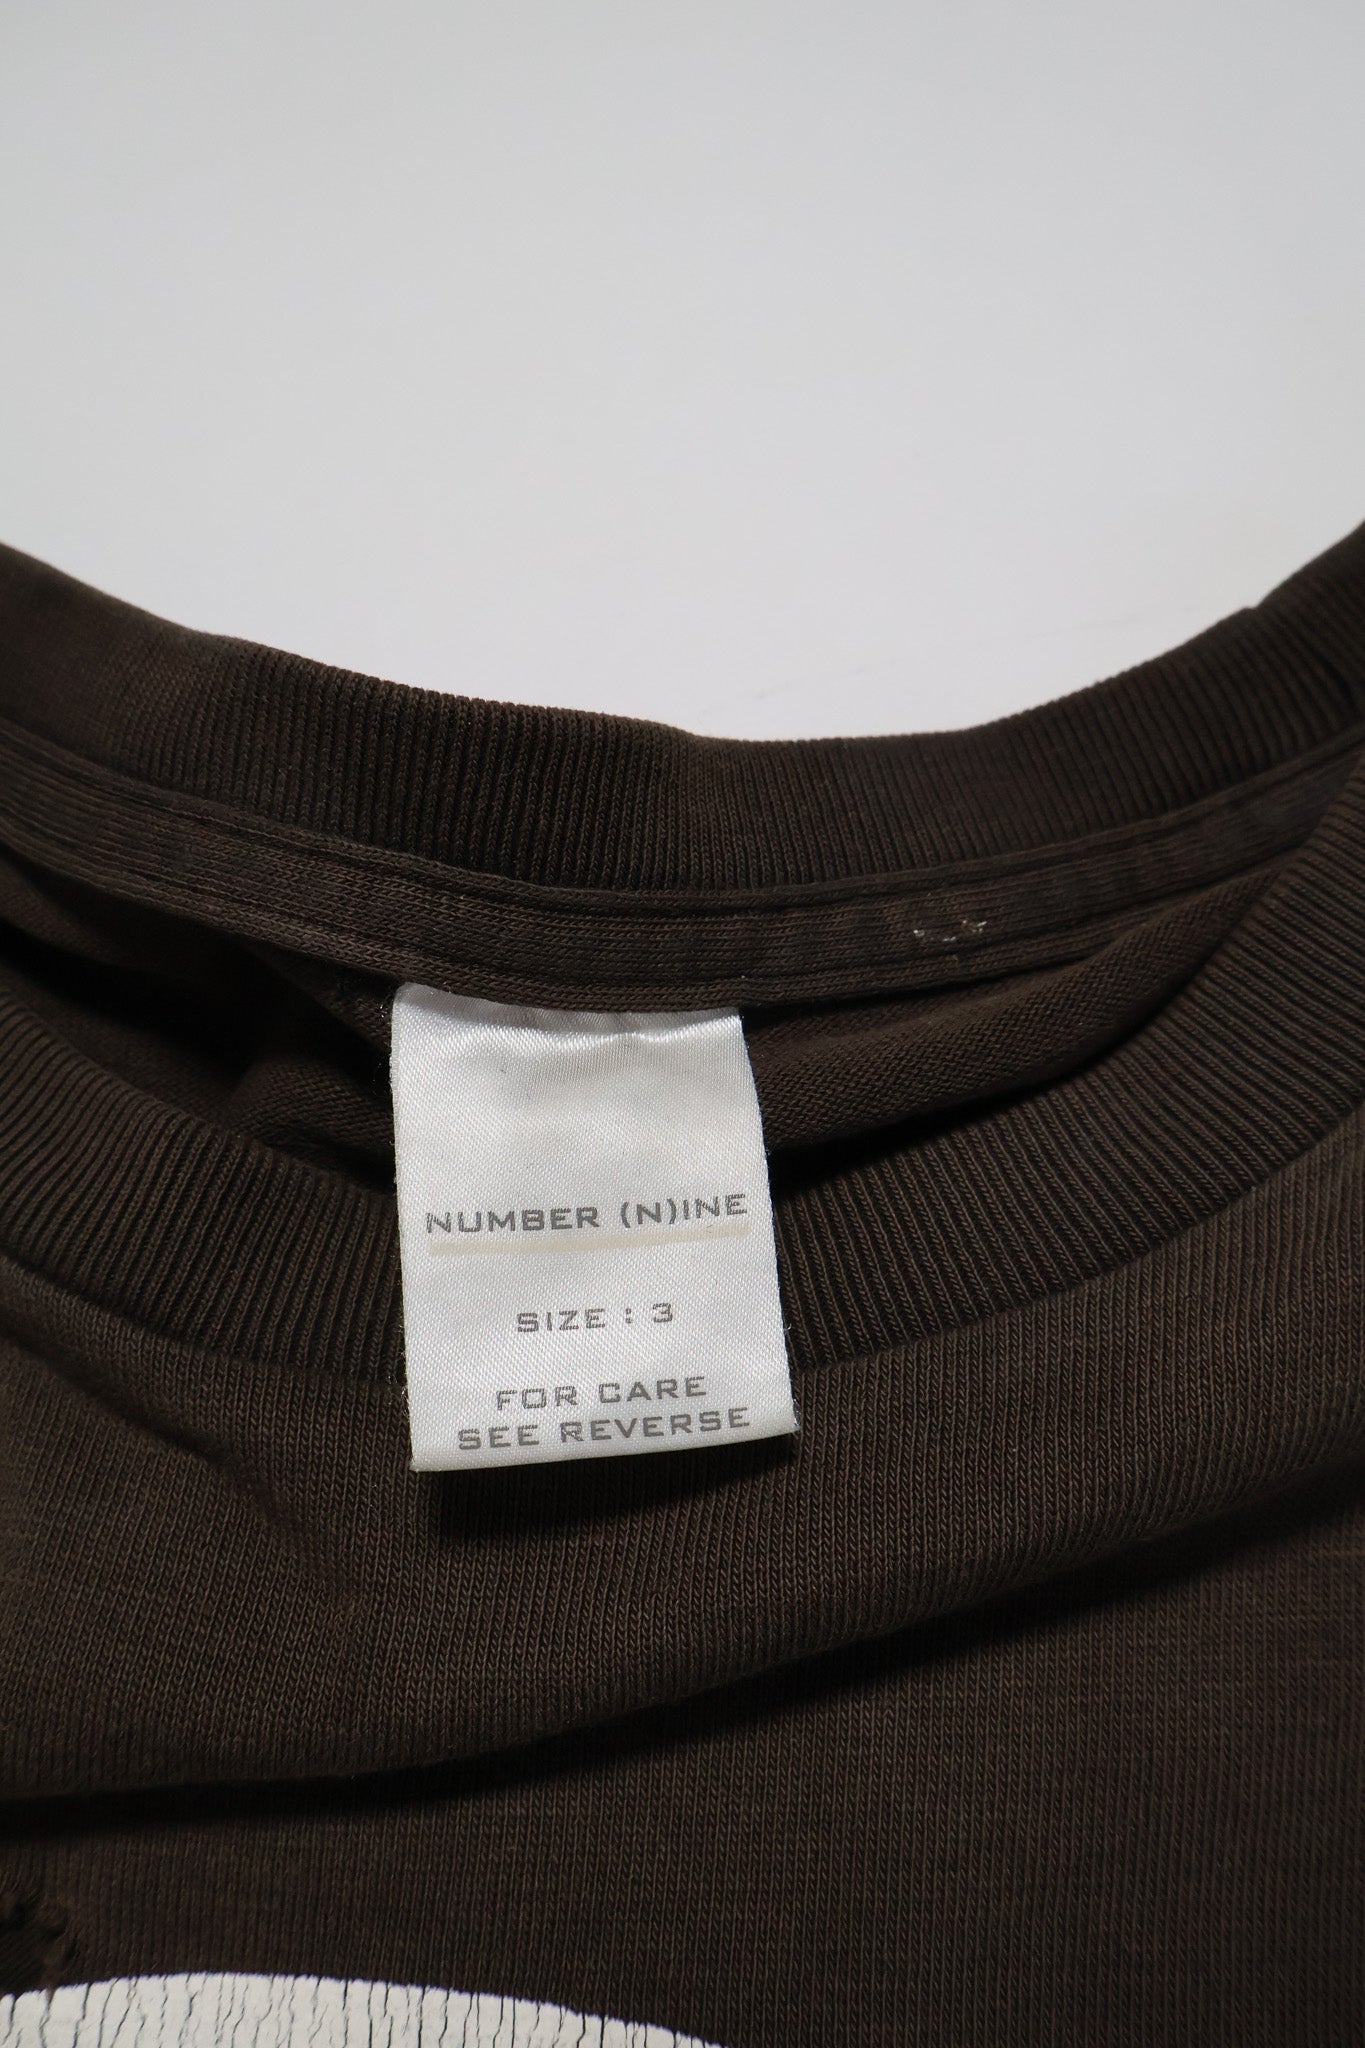 NUMBER (N)INE
SIZE : 3
FOR CARE
SEE REVERSE